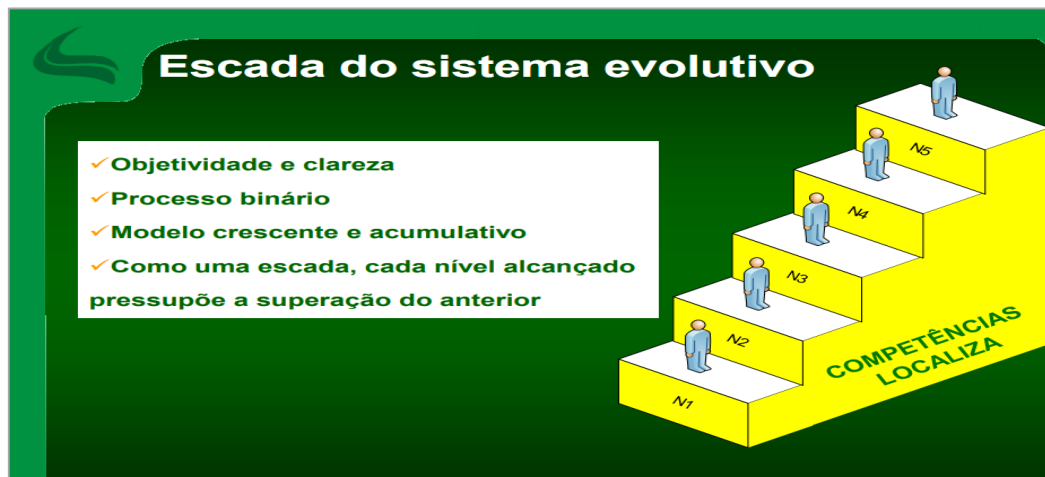 Escada do sistema evolutivo
✓Objetividade e clareza
✓Processo binário
✓Modelo crescente e acumulativo
✓Como uma escada, cada nível alcançado
pressupõe a superação do anterior
N5
N4
N3
N2
N1
COMPETÊNCIAS
LOCALIZA